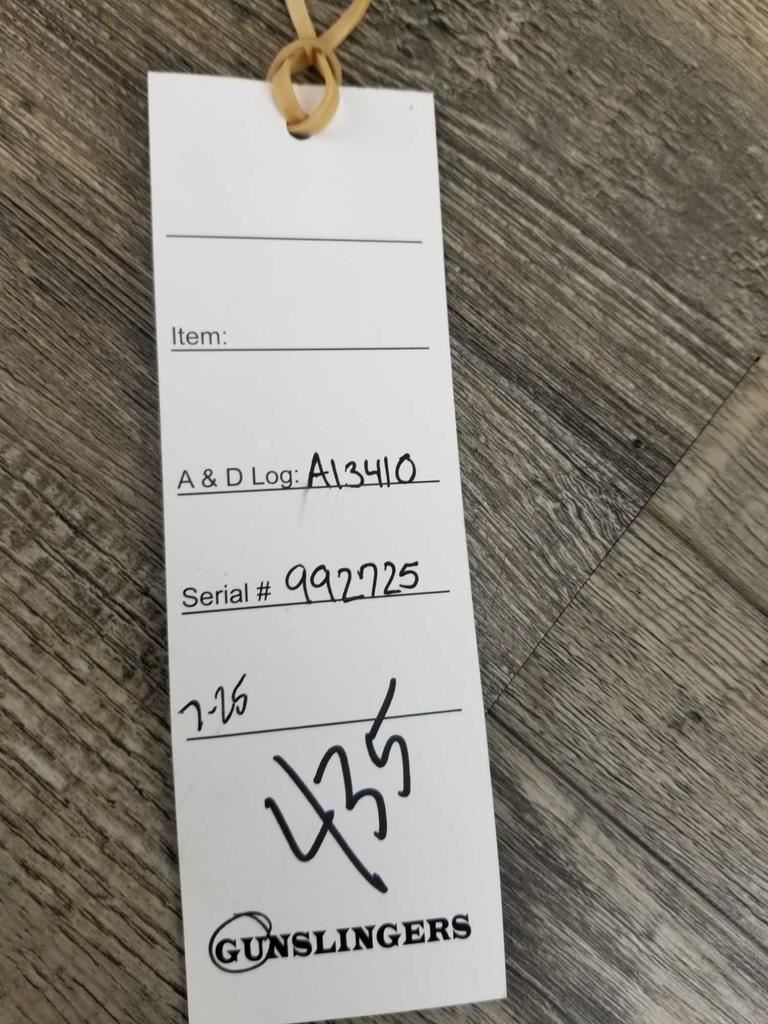 Item:
A & D Log: A13410
Serial # 992725
7-25
435
GUNSLINGERS